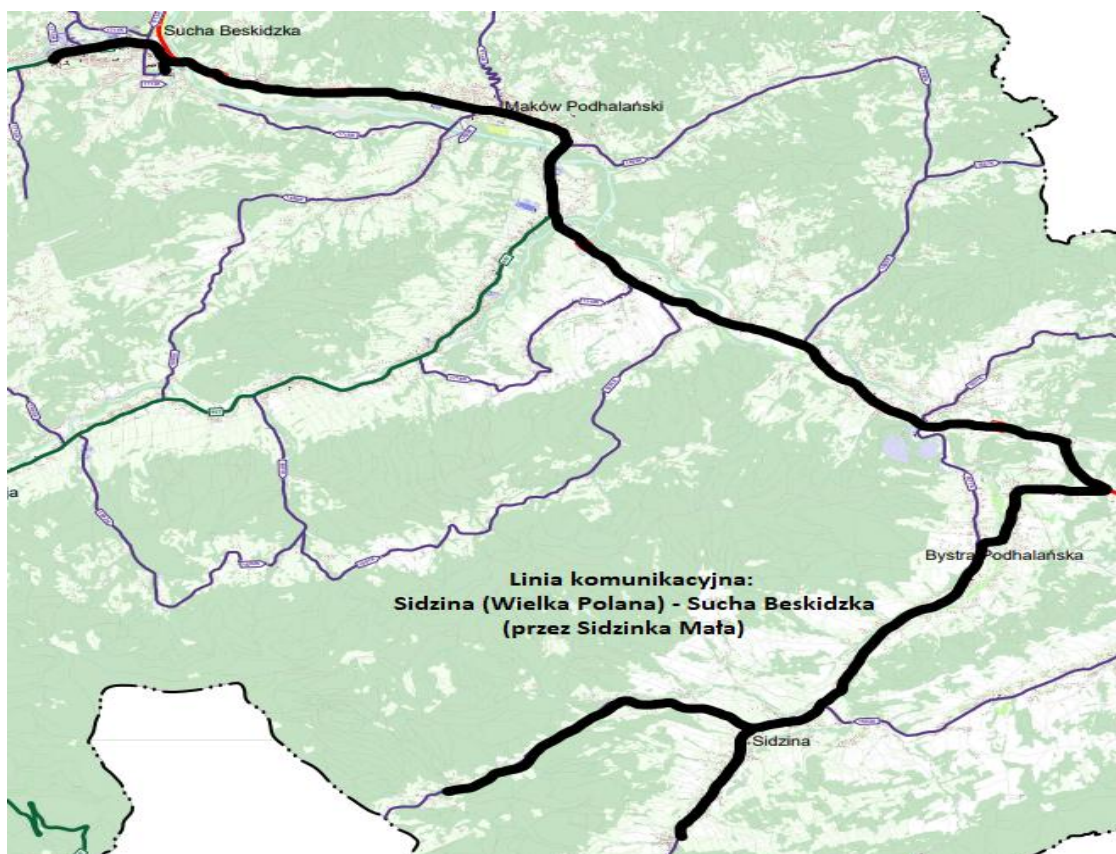 Sucha Beskidzka
Maków Podhalański
Bystra Podhalańska
Linia komunikacyjna:
Sidzina (Wielka Polana) - Sucha Beskidzka
(przez Sidzinka Mała)
Sidzina